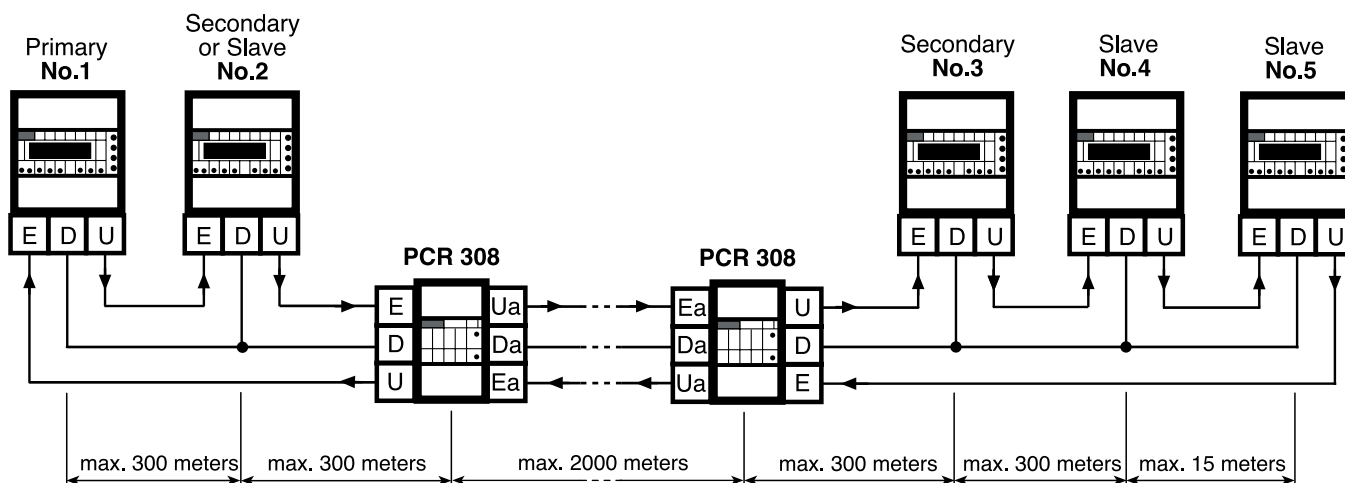 Primary
No.1
Secondary
or Slave
No.2
Secondary
No.3
Slave
No.4
Slave
No.5
E D U
E D U
E D U
E D U
E D U
PCR 308
PCR 308
E Ua
D Da
U Ea
Ea U
Da D
Ua E
max. 300 meters
max. 300 meters
max. 2000 meters
max. 300 meters
max. 300 meters
max. 15 meters